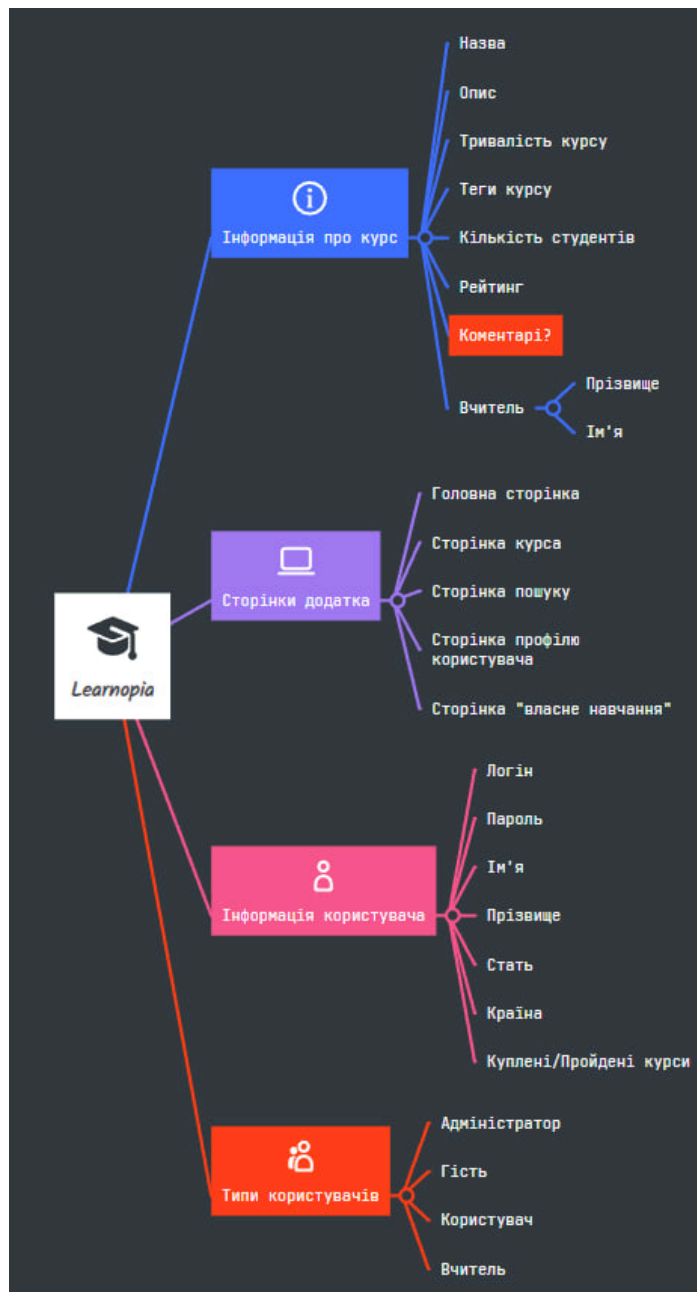 Назва
Опис
Тривалість курсу
Теги курсу
Інформація про курс
Кількість студентів
Рейтинг
Коментарі?
Вчитель
Прізвище
Ім'я
Головна сторінка
Сторінка курса
Сторінки додатка
Сторінка пошуку
Сторінка профілю
користувача
Сторінка "власне навчання"
Learnopia
Логін
Пароль
Ім'я
Інформація користувача
Прізвище
Стать
Країна
Куплені/Пройдені курси
Адміністратор
Гість
Типи користувачів
Користувач
Вчитель